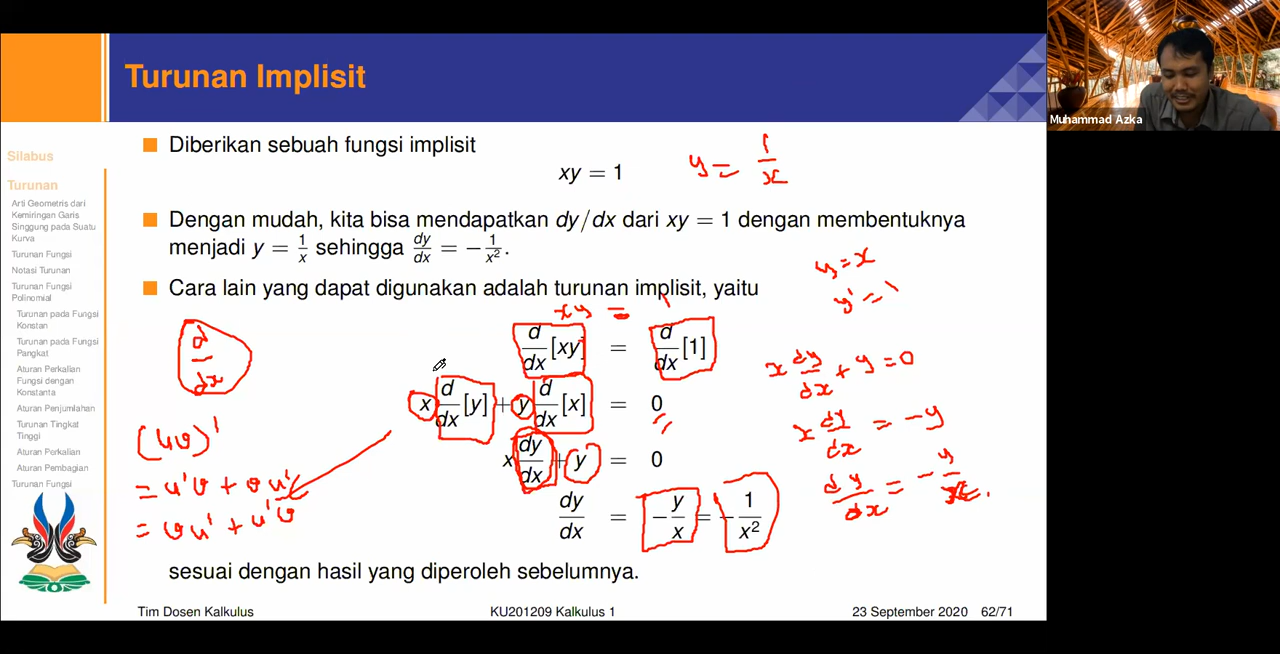 Muhammad Azka
Turunan Implisit
Silabus
Turunan
Arti Geometris dari
Kemiringan Garis
Singgung pada Suatu
Kurva
Turunan Fungsi
Notasi Turunan
Turunan Fungsi
Polinomial
Turunan pada Fungsi
Konstan
Turunan pada Fungsi
Pangkat
Aturan Perkalian
Fungsi dengan
Konstanta
Aturan Penjumlahan
Turunan Tingkat
Tinggi
Aturan Perkalian
Aturan Pembagian
Turunan Fungsi
Diberikan sebuah fungsi implisit
xy = 1
y = 1/x
Dengan mudah, kita bisa mendapatkan dy/dx dari xy = 1 dengan membentuknya
menjadi y = 1/x sehingga dy/dx = −1/x².
Cara lain yang dapat digunakan adalah turunan implisit, yaitu
xy = 1
d/dx [xy] = d/dx [1]
x d/dx [y] + y d/dx [x] = 0
x dy/dx + y = 0
dy/dx = −y/x = −1/x²
sesuai dengan hasil yang diperoleh sebelumnya.
d/dx
(uv)'
= u'v + vu'
= vu' + u'v
y = x
y' = 1
x dy/dx + y = 0
x dy/dx = −y
dy/dx = −y/x.
Tim Dosen Kalkulus
KU201209 Kalkulus 1
23 September 2020
62/71